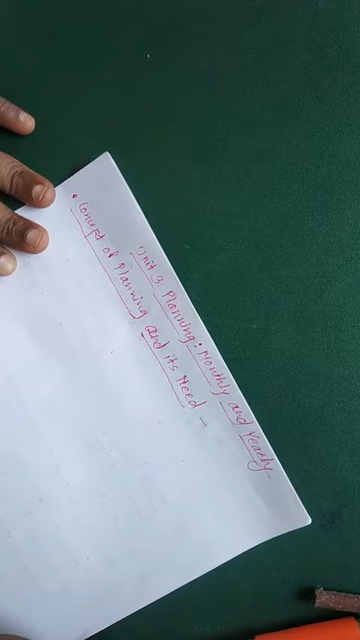 Unit 3. Planning: Monthly and Yearly-
• Concept of Planning and its Need -